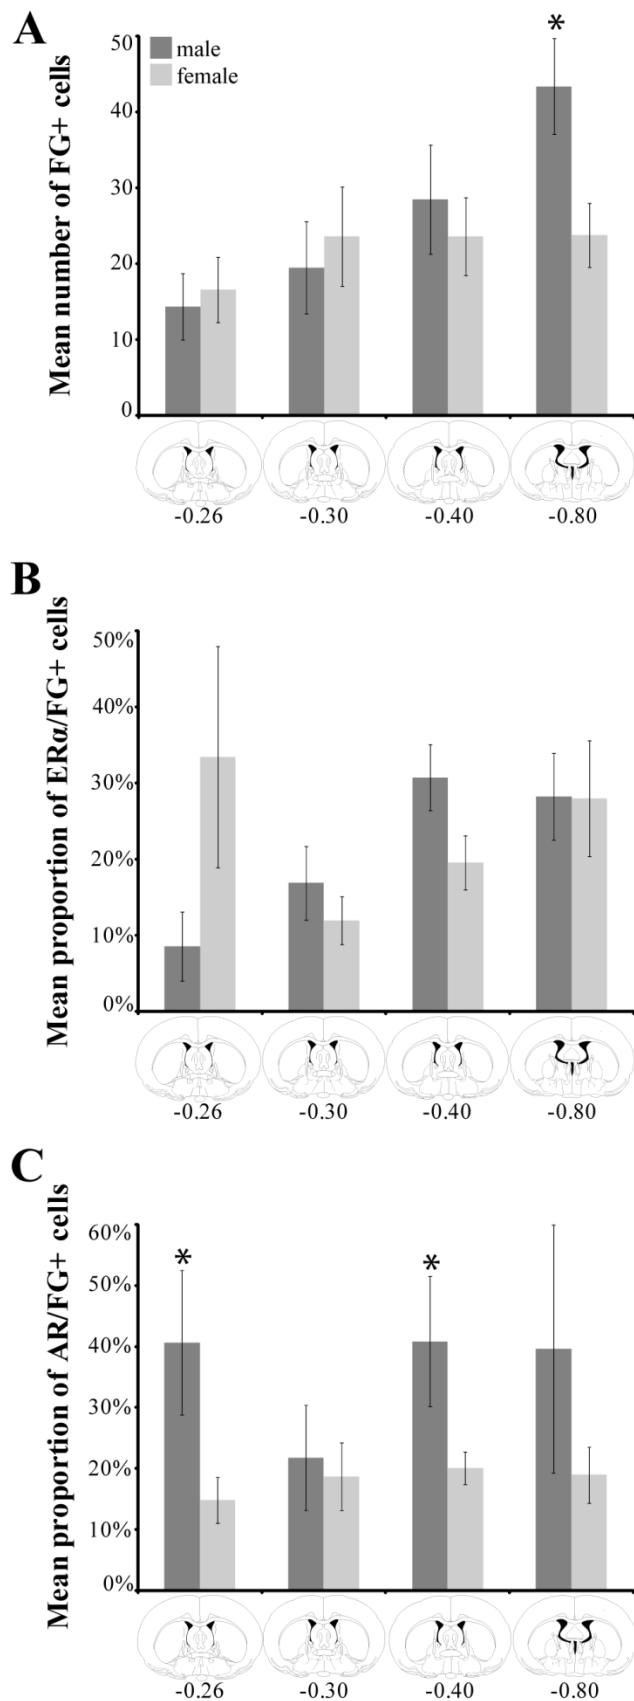 A
Mean number of FG+ cells
50
40
30
20
10
0
male
female
*
-0.26 -0.30 -0.40 -0.80
B
Mean proportion of ERα/FG+ cells
50%
40%
30%
20%
10%
0%
-0.26 -0.30 -0.40 -0.80
C
Mean proportion of AR/FG+ cells
60%
50%
40%
30%
20%
10%
0%
* *
-0.26 -0.30 -0.40 -0.80